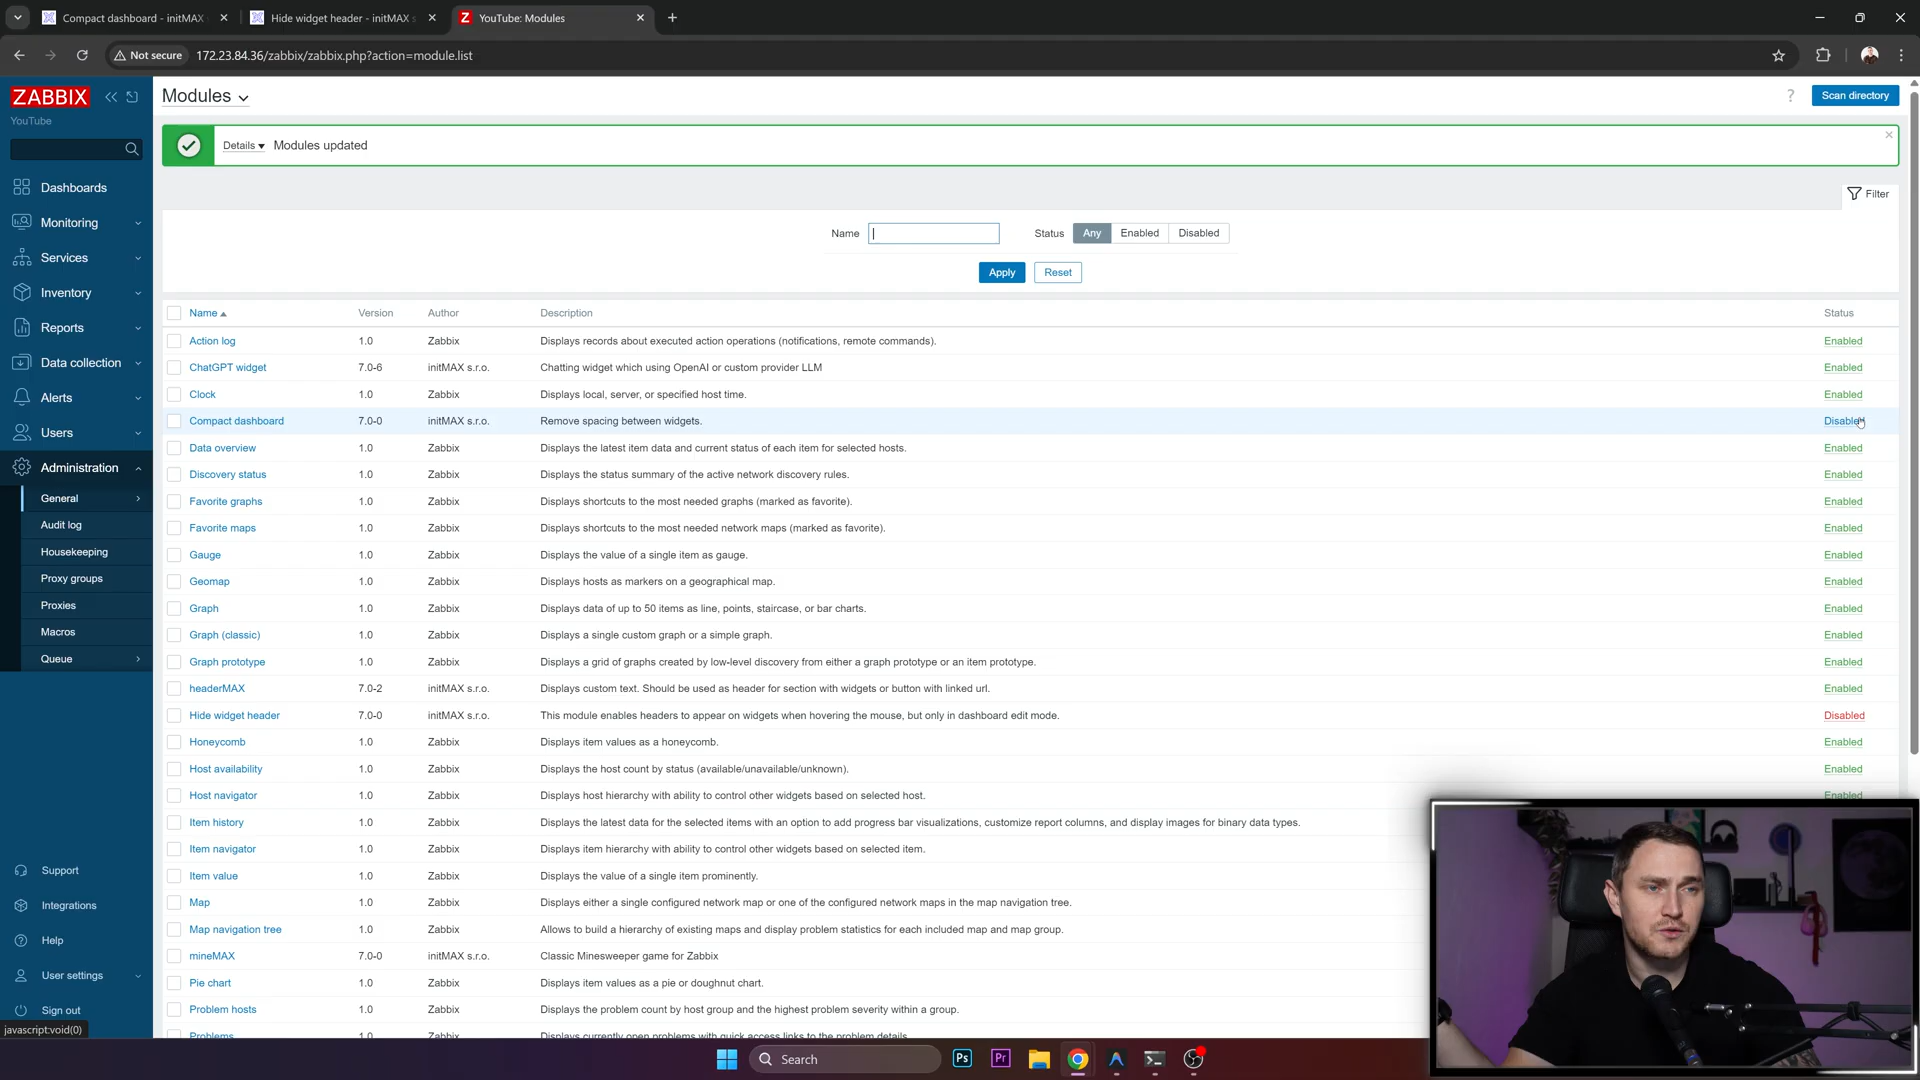 Compact dashboard - initMAX
Hide widget header - initMAX s
YouTube: Modules
Not secure
172.23.84.36/zabbix/zabbix.php?action=module.list
ZABBIX
YouTube
Dashboards
Monitoring
Services
Inventory
Reports
Data collection
Alerts
Users
Administration
General
Audit log
Housekeeping
Proxy groups
Proxies
Macros
Queue
Support
Integrations
Help
User settings
Sign out
javascript:void(0)
Modules
? Scan directory
Details Modules updated
Filter
Name Status Any Enabled Disabled
Apply Reset
Name Version Author Description Status
Action log 1.0 Zabbix Displays records about executed action operations (notifications, remote commands). Enabled
ChatGPT widget 7.0-6 initMAX s.r.o. Chatting widget which using OpenAI or custom provider LLM Enabled
Clock 1.0 Zabbix Displays local, server, or specified host time. Enabled
Compact dashboard 7.0-0 initMAX s.r.o. Remove spacing between widgets. Disabled
Data overview 1.0 Zabbix Displays the latest item data and current status of each item for selected hosts. Enabled
Discovery status 1.0 Zabbix Displays the status summary of the active network discovery rules. Enabled
Favorite graphs 1.0 Zabbix Displays shortcuts to the most needed graphs (marked as favorite). Enabled
Favorite maps 1.0 Zabbix Displays shortcuts to the most needed network maps (marked as favorite). Enabled
Gauge 1.0 Zabbix Displays the value of a single item as gauge. Enabled
Geomap 1.0 Zabbix Displays hosts as markers on a geographical map. Enabled
Graph 1.0 Zabbix Displays data of up to 50 items as line, points, staircase, or bar charts. Enabled
Graph (classic) 1.0 Zabbix Displays a single custom graph or a simple graph. Enabled
Graph prototype 1.0 Zabbix Displays a grid of graphs created by low-level discovery from either a graph prototype or an item prototype. Enabled
headerMAX 7.0-2 initMAX s.r.o. Displays custom text. Should be used as header for section with widgets or button with linked url. Enabled
Hide widget header 7.0-0 initMAX s.r.o. This module enables headers to appear on widgets when hovering the mouse, but only in dashboard edit mode. Disabled
Honeycomb 1.0 Zabbix Displays item values as a honeycomb. Enabled
Host availability 1.0 Zabbix Displays the host count by status (available/unavailable/unknown). Enabled
Host navigator 1.0 Zabbix Displays host hierarchy with ability to control other widgets based on selected host. Enabled
Item history 1.0 Zabbix Displays the latest data for the selected items with an option to add progress bar visualizations, customize report columns, and display images for binary data types.
Item navigator 1.0 Zabbix Displays item hierarchy with ability to control other widgets based on selected item.
Item value 1.0 Zabbix Displays the value of a single item prominently.
Map 1.0 Zabbix Displays either a single configured network map or one of the configured network maps in the map navigation tree.
Map navigation tree 1.0 Zabbix Allows to build a hierarchy of existing maps and display problem statistics for each included map and map group.
mineMAX 7.0-0 initMAX s.r.o. Classic Minesweeper game for Zabbix
Pie chart 1.0 Zabbix Displays item values as a pie or doughnut chart.
Problem hosts 1.0 Zabbix Displays the problem count by host group and the highest problem severity within a group.
Problems 1.0 Zabbix Displays currently open problems with quick access links to the problem details.
Search
Ps
Pr